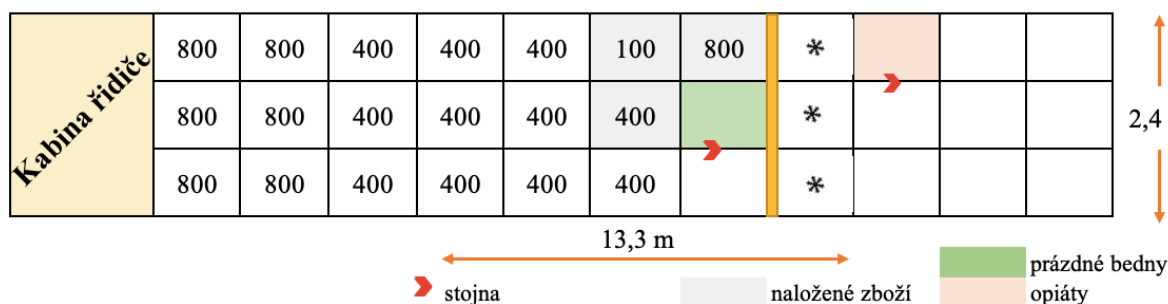 Kabina řidiče
800 800 400 400 400 100 800 *
800 800 400 400 400 400 *
800 800 400 400 400 400 *
2,4
13,3 m
prázdné bedny
stojna naložené zboží opiáty